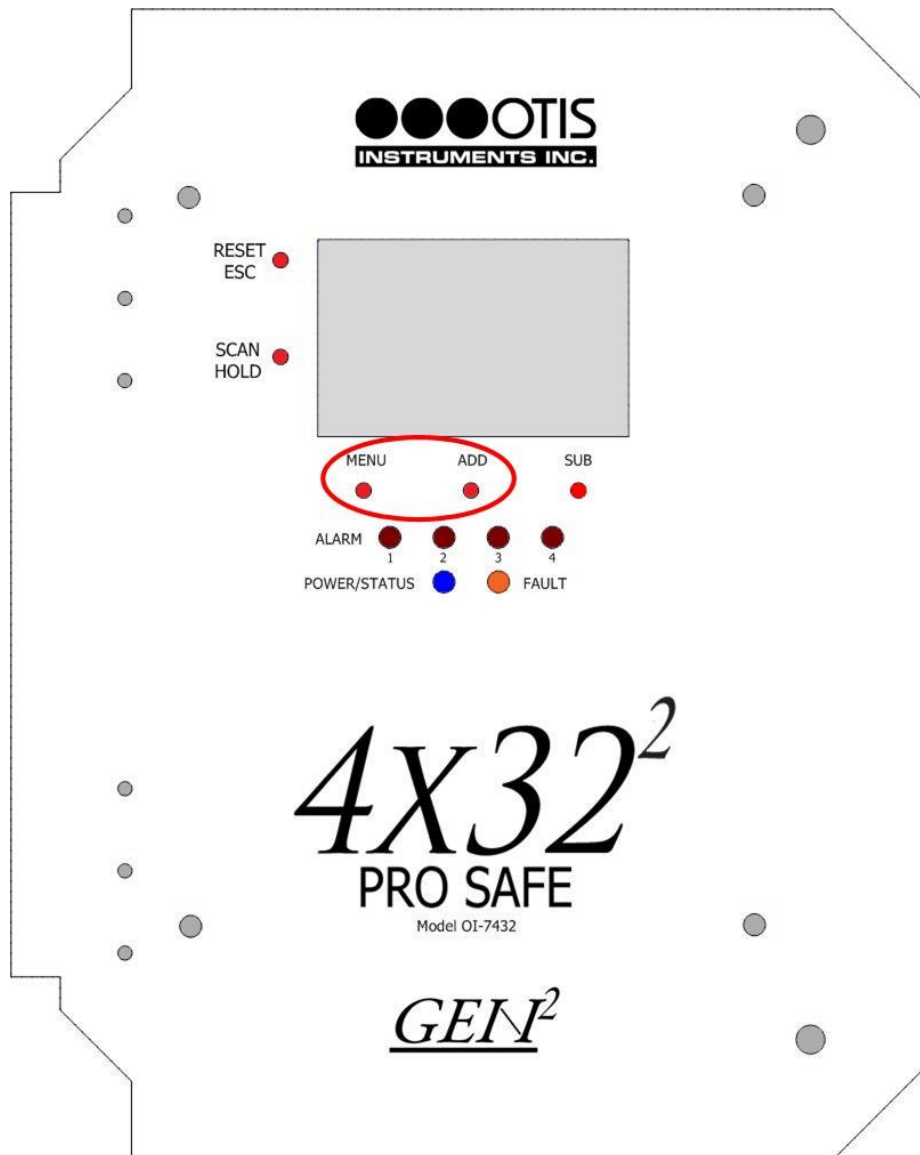 OTIS
INSTRUMENTS INC.
RESET
ESC
SCAN
HOLD
MENU ADD SUB
ALARM
1 2 3 4
POWER/STATUS FAULT
4X32²
PRO SAFE
Model OI-7432
GEN²